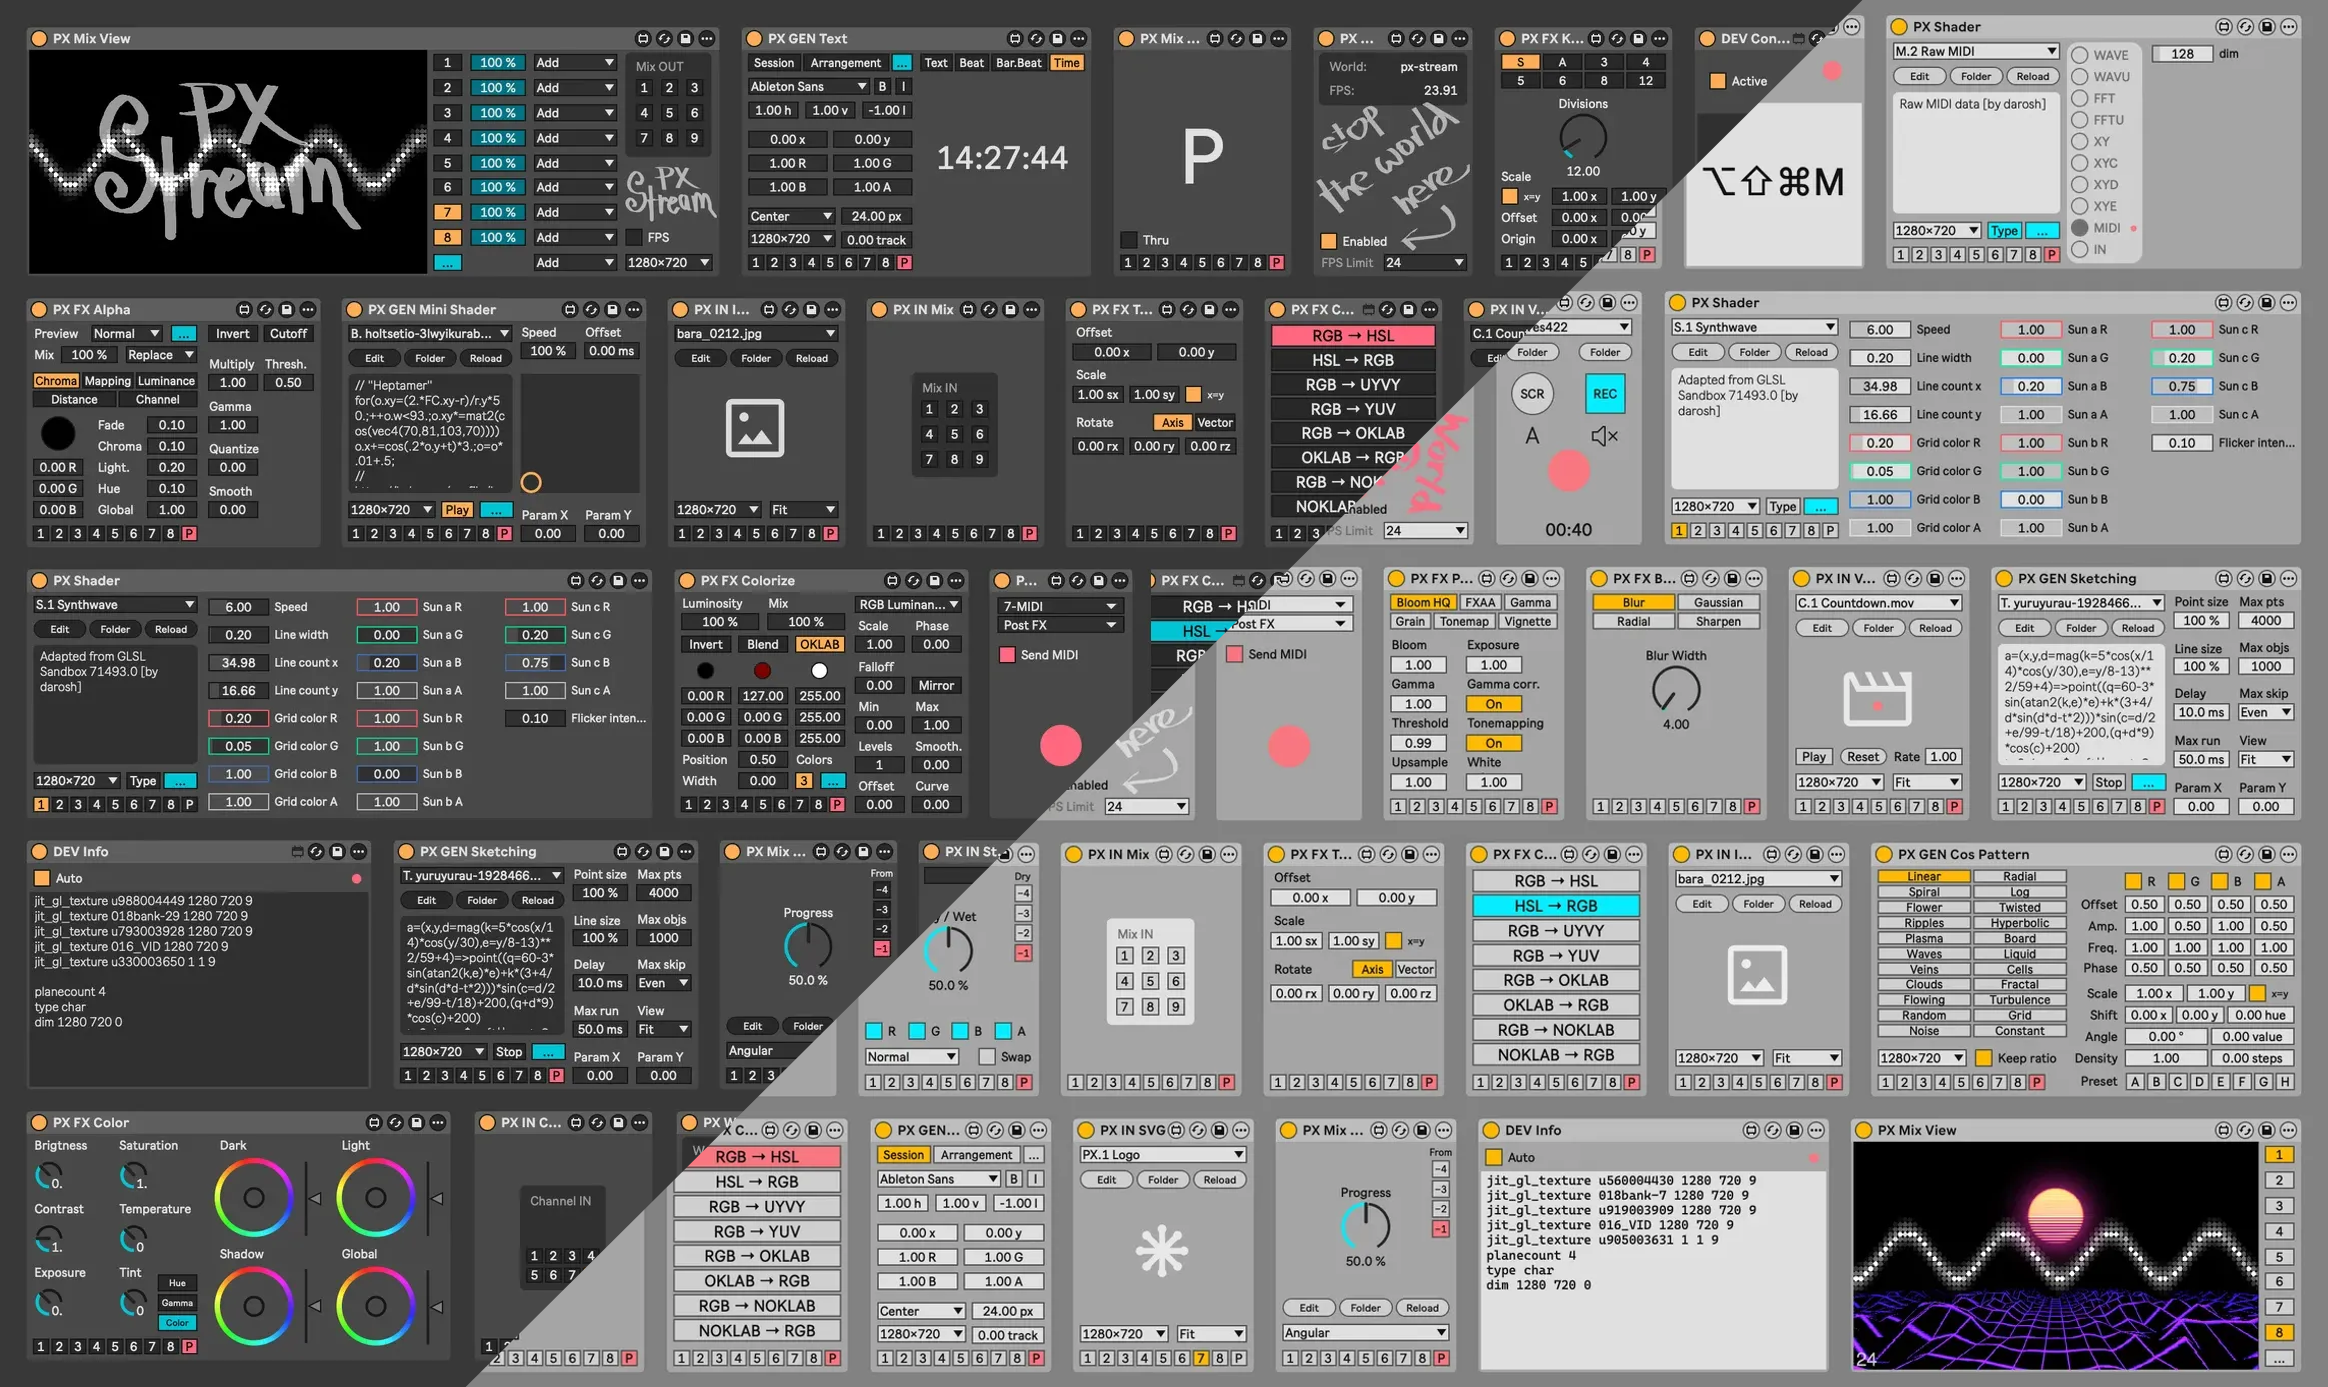 PX Mix View
PX
Stream
1 100 % Add
2 100 % Add
3 100 % Add
4 100 % Add
5 100 % Add
6 100 % Add
7 100 % Add
8 100 % Add
... Add
Mix OUT
1 2 3
4 5 6
7 8 9
PX
Stream
FPS
1280×720
PX GEN Text
Session Arrangement ... Text Beat Bar.Beat Time
Ableton Sans B I
1.00 h 1.00 v -1.00 l
0.00 x 0.00 y
1.00 R 1.00 G
1.00 B 1.00 A
14:27:44
Center 24.00 px
1280×720 0.00 track
1 2 3 4 5 6 7 8 P
PX Mix ...
P
Thru
1 2 3 4 5 6 7 8 P
PX ...
World: px-stream
FPS: 23.91
stop
the world
here
Enabled
FPS Limit 24
PX FX K...
S A 3 4
5 6 8 12
Divisions
12.00
Scale
x=y 1.00 x 1.00 y
Offset 0.00 x
Origin 0.00 x
1 2 3 4 5
8 P
DEV Con...
Active
⌥⇧⌘M
PX Shader
M.2 Raw MIDI
Edit Folder Reload
Raw MIDI data [by darosh]
1280×720 Type ...
1 2 3 4 5 6 7 8 P
WAVE
WAVU
FFT
FFTU
XY
XYC
XYD
XYE
MIDI
IN
128 dim
PX FX Alpha
Preview Normal ... Invert Cutoff
Mix 100 % Replace
Multiply Thresh.
1.00 0.50
Chroma Mapping Luminance
Distance Channel
Gamma
1.00
Fade 0.10
Chroma 0.10
Quantize
0.00
0.00 R Light. 0.20
0.00 G Hue 0.10
Smooth
0.00 B Global 1.00 0.00
1 2 3 4 5 6 7 8 P
PX GEN Mini Shader
B. holtsetio-3lwyikurab...
Edit Folder Reload
// "Heptamer"
for(o.xy=(2.*FC.xy-r)/r.y*5
0.;++o.w<93.;o.xy*=mat2(c
os(vec4(70,81,103,70))))
o.x+=cos(.2*o.y+t)*3.;o=o*
.01+.5;
//
Speed Offset
100 % 0.00 ms
1280×720 Play ...
Param X Param Y
0.00 0.00
1 2 3 4 5 6 7 8 P
PX IN I...
bara_0212.jpg
Edit Folder Reload
1280×720 Fit
1 2 3 4 5 6 7 8 P
PX IN Mix
Mix IN
1 2 3
4 5 6
7 8 9
1 2 3 4 5 6 7 8 P
PX FX T...
Offset
0.00 x 0.00 y
Scale
1.00 sx 1.00 sy x=y
Rotate Axis Vector
0.00 rx 0.00 ry 0.00 rz
1 2 3 4 5 6 7 8 P
PX FX C...
RGB → HSL
HSL → RGB
RGB → UYVY
RGB → YUV
RGB → OKLAB
OKLAB → RGB
RGB → NOK
NOKLAB
1 2 3
World
24
PX IN V...
C.1 Coun
Folder Folder
SCR REC
A
00:40
PX Shader
S.1 Synthwave
Edit Folder Reload
Adapted from GLSL
Sandbox 71493.0 [by
darosh]
1280×720 Type ...
1 2 3 4 5 6 7 8 P
6.00 Speed 1.00 Sun a R 1.00 Sun c R
0.20 Line width 0.00 Sun a G 0.20 Sun c G
34.98 Line count x 0.20 Sun a B 0.75 Sun c B
16.66 Line count y 1.00 Sun a A 1.00 Sun c A
0.20 Grid color R 1.00 Sun b R 0.10 Flicker inten...
0.05 Grid color G 1.00 Sun b G
1.00 Grid color B 0.00 Sun b B
1.00 Grid color A 1.00 Sun b A
PX Shader
S.1 Synthwave
Edit Folder Reload
Adapted from GLSL
Sandbox 71493.0 [by
darosh]
1280×720 Type ...
1 2 3 4 5 6 7 8 P
6.00 Speed 1.00 Sun a R 1.00 Sun c R
0.20 Line width 0.00 Sun a G 0.20 Sun c G
34.98 Line count x 0.20 Sun a B 0.75 Sun c B
16.66 Line count y 1.00 Sun a A 1.00 Sun c A
0.20 Grid color R 1.00 Sun b R 0.10 Flicker inten...
0.05 Grid color G 1.00 Sun b G
1.00 Grid color B 0.00 Sun b B
1.00 Grid color A 1.00 Sun b A
PX FX Colorize
Luminosity Mix RGB Luminan...
100 % 100 % Scale Phase
Invert Blend OKLAB 1.00 0.00
Falloff
0.00 R 127.00 255.00 0.00 Mirror
0.00 G 0.00 G 255.00 Min Max
0.00 B 0.00 B 255.00 0.00 1.00
Position 0.50 Colors Levels Smooth.
1 0.00
Width 0.00 3 ... Offset Curve
1 2 3 4 5 6 7 8 P 0.00 0.00
P...
7-MIDI
Post FX
Send MIDI
here
24
PX FX C...
RGB → H
HSL →
RGB
Post FX
Send MIDI
PX FX P...
Bloom HQ FXAA Gamma
Grain Tonemap Vignette
Bloom Exposure
1.00 1.00
Gamma Gamma corr.
1.00 On
Threshold Tonemapping
0.99 On
Upsample White
1.00 1.00
1 2 3 4 5 6 7 8 P
PX FX B...
Blur Gaussian
Radial Sharpen
Blur Width
4.00
1 2 3 4 5 6 7 8 P
PX IN V...
C.1 Countdown.mov
Edit Folder Reload
Play Reset Rate 1.00
1280×720 Fit
1 2 3 4 5 6 7 8 P
PX GEN Sketching
T. yuruyurau-1928466...
Edit Folder Reload
a=(x,y,d=mag(k=5*cos(x/1
4)*cos(y/30),e=y/8-13)**
2/59+4)=>point((q=60-3*
sin(atan2(k,e)*e)+k*(3+4/
d*sin(d*d-t*2)))*sin(c=d/2
+e/99-t/18)+200,(q+d*9)
*cos(c)+200)
1280×720 Stop ...
1 2 3 4 5 6 7 8 P
Point size Max pts
100 % 4000
Line size Max objs
100 % 1000
Delay Max skip
10.0 ms Even
Max run View
50.0 ms Fit
Param X Param Y
0.00 0.00
DEV Info
Auto
jit_gl_texture u988004449 1280 720 9
jit_gl_texture 018bank-29 1280 720 9
jit_gl_texture u793003928 1280 720 9
jit_gl_texture 016_VID 1280 720 9
jit_gl_texture u330003650 1 1 9
planecount 4
type char
dim 1280 720 0
PX GEN Sketching
T. yuruyurau-1928466...
Edit Folder Reload
a=(x,y,d=mag(k=5*cos(x/1
4)*cos(y/30),e=y/8-13)**
2/59+4)=>point((q=60-3*
sin(atan2(k,e)*e)+k*(3+4/
d*sin(d*d-t*2)))*sin(c=d/2
+e/99-t/18)+200,(q+d*9)
*cos(c)+200)
1280×720 Stop ...
1 2 3 4 5 6 7 8 P
Point size Max pts
100 % 4000
Line size Max objs
100 % 1000
Delay Max skip
10.0 ms Even
Max run View
50.0 ms Fit
Param X Param Y
0.00 0.00
PX Mix ...
From
-4
-3
-2
-1
Progress
50.0 %
Edit Folder
Angular
1 2 3
PX IN St...
Dry
-4
-3
-2
-1
/ Wet
50.0 %
R G B A
Normal Swap
1 2 3 4 5 6 7 8 P
PX IN Mix
Mix IN
1 2 3
4 5 6
7 8 9
1 2 3 4 5 6 7 8 P
PX FX T...
Offset
0.00 x 0.00 y
Scale
1.00 sx 1.00 sy x=y
Rotate Axis Vector
0.00 rx 0.00 ry 0.00 rz
1 2 3 4 5 6 7 8 P
PX FX C...
RGB → HSL
HSL → RGB
RGB → UYVY
RGB → YUV
RGB → OKLAB
OKLAB → RGB
RGB → NOKLAB
NOKLAB → RGB
1 2 3 4 5 6 7 8 P
PX IN I...
bara_0212.jpg
Edit Folder Reload
1280×720 Fit
1 2 3 4 5 6 7 8 P
PX GEN Cos Pattern
Linear Radial
Spiral Log
Flower Twisted
Ripples Hyperbolic
Plasma Board
Waves Liquid
Veins Cells
Clouds Fractal
Flowing Turbulence
Random Grid
Noise Constant
1280×720 Keep ratio
1 2 3 4 5 6 7 8 P
R G B A
Offset 0.50 0.50 0.50 0.50
Amp. 1.00 0.50 1.00 0.50
Freq. 1.00 1.00 1.00 1.00
Phase 0.50 0.50 0.50 0.50
Scale 1.00 x 1.00 y x=y
Shift 0.00 x 0.00 y 0.00 hue
Angle 0.00 ° 0.00 value
Density 1.00 0.00 steps
Preset A B C D E F G H
PX FX Color
Brigtness Saturation Dark Light
0. 1.
Contrast Temperature
1. 0
Shadow Global
Exposure Tint
0. 0
Hue
Gamma
Color
1 2 3 4 5 6 7 8 P
PX IN C...
Channel IN
1 2 3 4
5 6 7
3 4 5 6 7 8 P
PX
C...
RGB → HSL
HSL → RGB
RGB → UYVY
RGB → YUV
RGB → OKLAB
OKLAB → RGB
RGB → NOKLAB
NOKLAB → RGB
1 2 3 4 5 6 7 8 P
PX GEN...
Session Arrangement ...
Ableton Sans B I
1.00 h 1.00 v -1.00 l
0.00 x 0.00 y
1.00 R 1.00 G
1.00 B 1.00 A
Center 24.00 px
1280×720 0.00 track
1 2 3 4 5 6 7 8 P
PX IN SVG
PX.1 Logo
Edit Folder Reload
1280×720 Fit
1 2 3 4 5 6 7 8 P
PX Mix ...
From
-4
-3
-2
-1
Progress
50.0 %
Edit Folder Reload
Angular
1 2 3 4 5 6 7 8 P
DEV Info
Auto
jit_gl_texture u560004430 1280 720 9
jit_gl_texture 018bank-7 1280 720 9
jit_gl_texture u919003909 1280 720 9
jit_gl_texture 016_VID 1280 720 9
jit_gl_texture u905003631 1 1 9
planecount 4
type char
dim 1280 720 0
PX Mix View
24
1
2
3
4
5
6
7
8
...